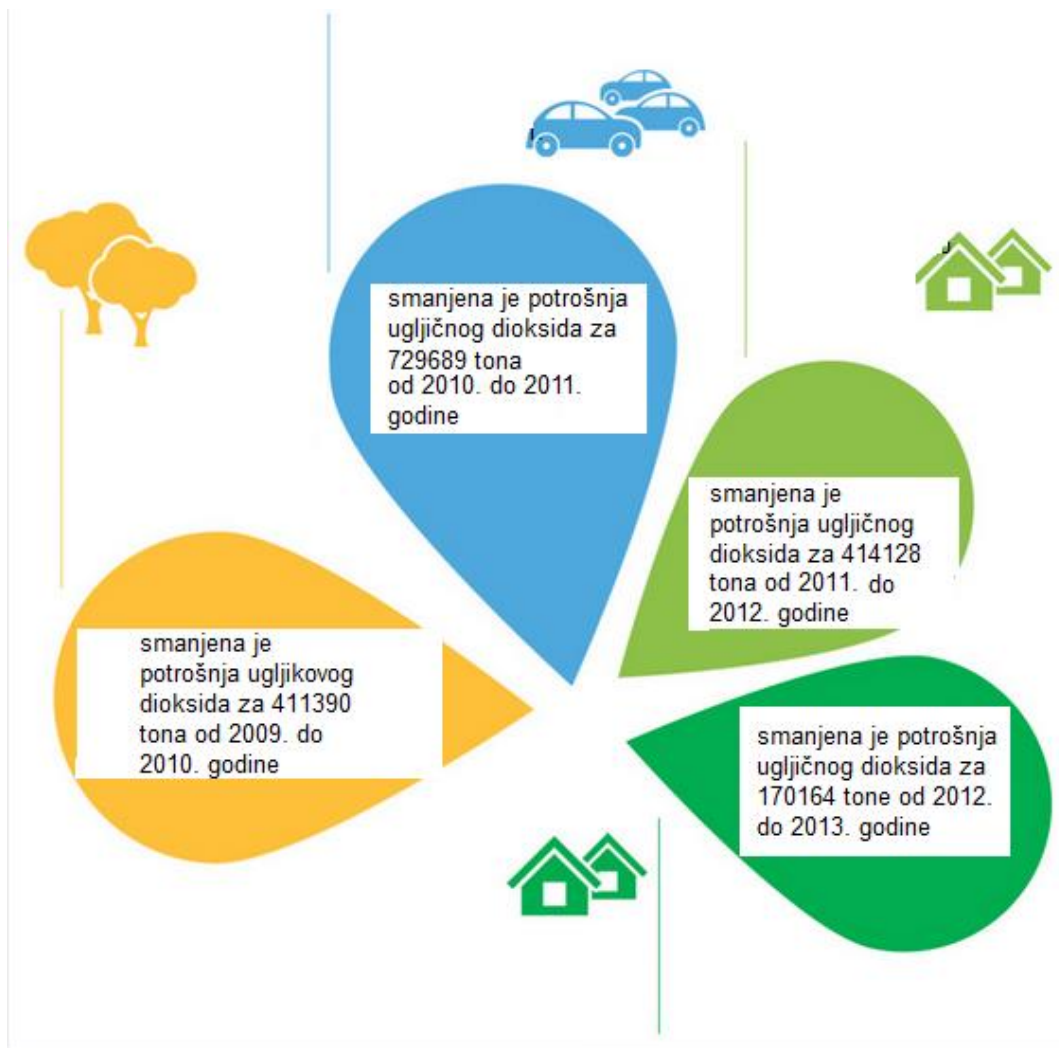 smanjena je potrošnja
ugljičnog dioksida za
729689 tona
od 2010. do 2011.
godine
smanjena je
potrošnja ugljičnog
dioksida za 414128
tona od 2011. do
2012. godine
smanjena je
potrošnja ugljikovog
dioksida za 411390
tona od 2009. do
2010. godine
smanjena je potrošnja
ugljičnog dioksida za
170164 tone od 2012.
do 2013. godine